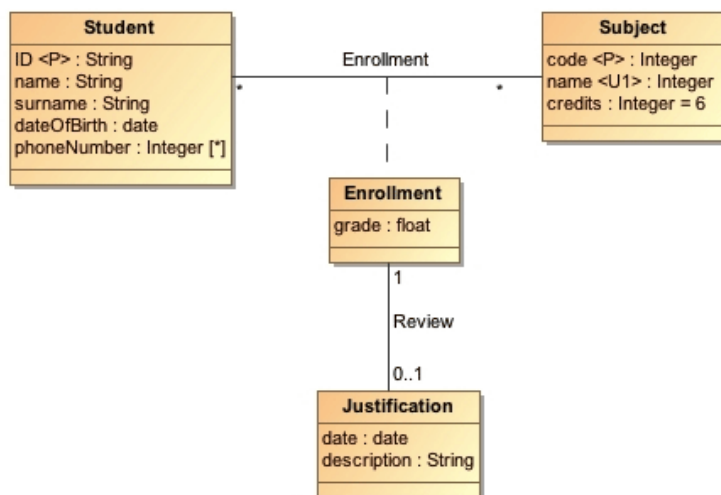 Student
ID <P> : String
name : String
surname : String
dateOfBirth : date
phoneNumber : Integer [*]
Enrollment
*
*
Subject
code <P> : Integer
name <U1> : Integer
credits : Integer = 6
Enrollment
grade : float
1
Review
0..1
Justification
date : date
description : String